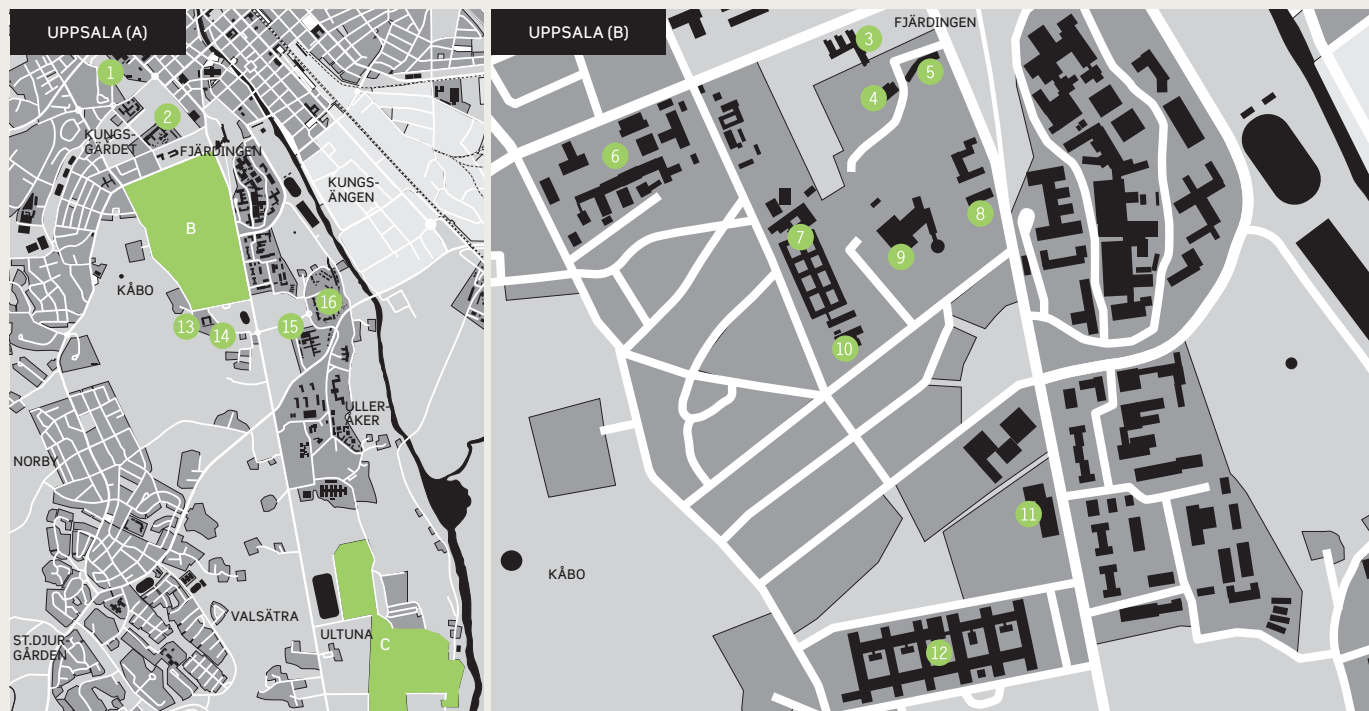 UPPSALA (A)
1
2
KUNGS-
GÄRDET
FJÄRDINGEN
KUNGS-
ÄNGEN
B
KÅBO
13
14
15
16
ULLER-
ÅKER
NORBY
VALSÄTRA
ULTUNA
C
ST.DJUR-
GÅRDEN
UPPSALA (B)
FJÄRDINGEN
3
4
5
6
7
8
9
10
11
KÅBO
12